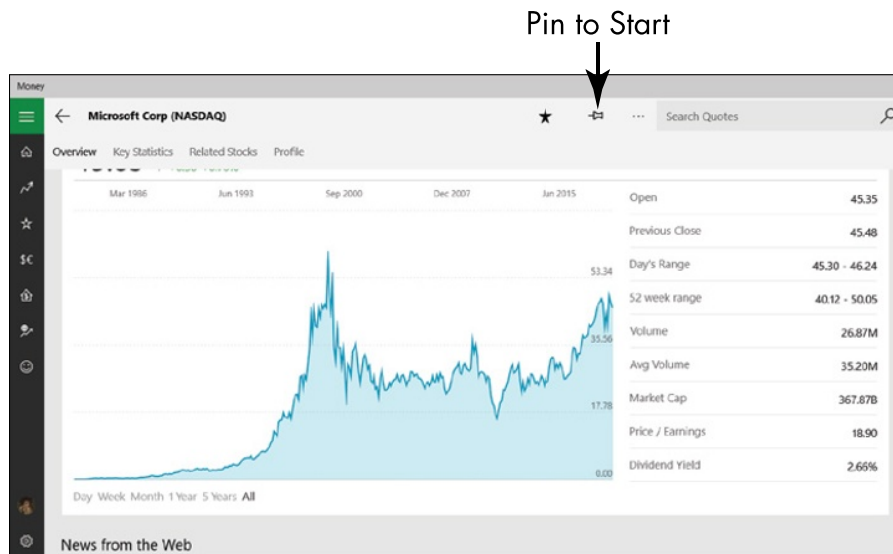 Pin to Start
Money
Microsoft Corp (NASDAQ)
Search Quotes
Overview Key Statistics Related Stocks Profile
Mar 1986 Jun 1993 Sep 2000 Dec 2007 Jan 2015
53.34
35.56
17.78
0.00
Day Week Month 1 Year 5 Years All
Open 45.35
Previous Close 45.48
Day's Range 45.30 - 46.24
52 week range 40.12 - 50.05
Volume 26.87M
Avg Volume 35.20M
Market Cap 367.87B
Price / Earnings 18.90
Dividend Yield 2.66%
News from the Web